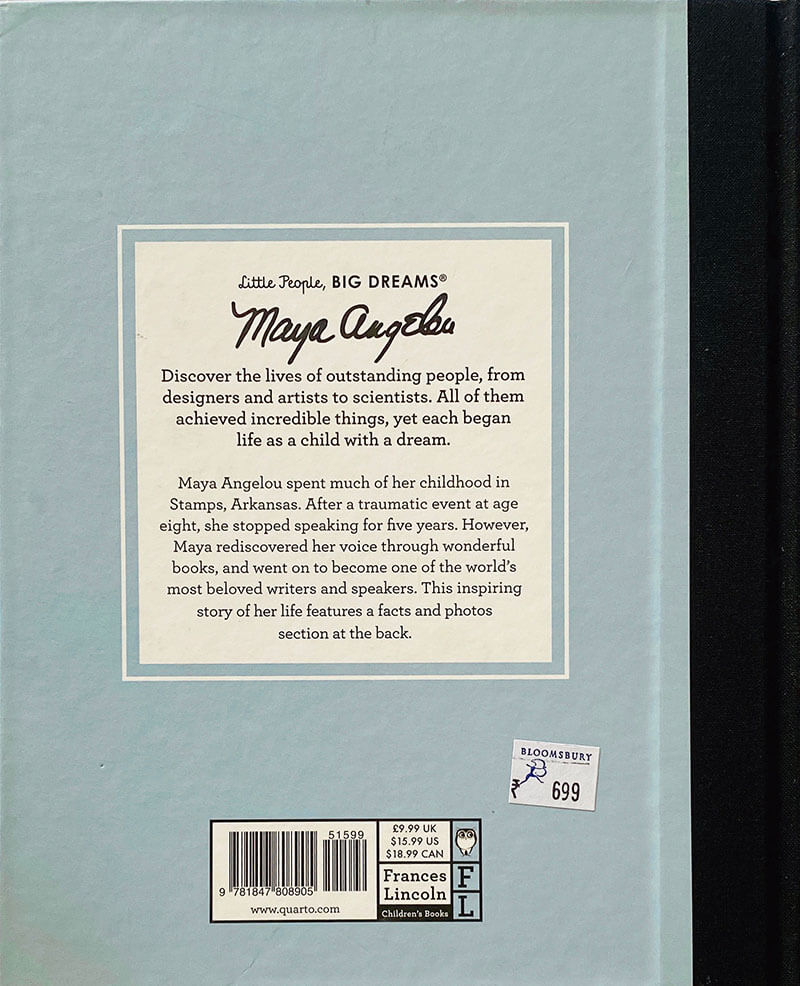 Little People, BIG DREAMS®
Maya Angelou
Discover the lives of outstanding people, from
designers and artists to scientists. All of them
achieved incredible things, yet each began
life as a child with a dream.
Maya Angelou spent much of her childhood in
Stamps, Arkansas. After a traumatic event at age
eight, she stopped speaking for five years. However,
Maya rediscovered her voice through wonderful
books, and went on to become one of the world's
most beloved writers and speakers. This inspiring
story of her life features a facts and photos
section at the back.
BLOOMSBURY
₹ 699
51599
9 781847 808905
www.quarto.com
£9.99 UK
$15.99 US
$18.99 CAN
Frances
Lincoln
Children's Books
F
L